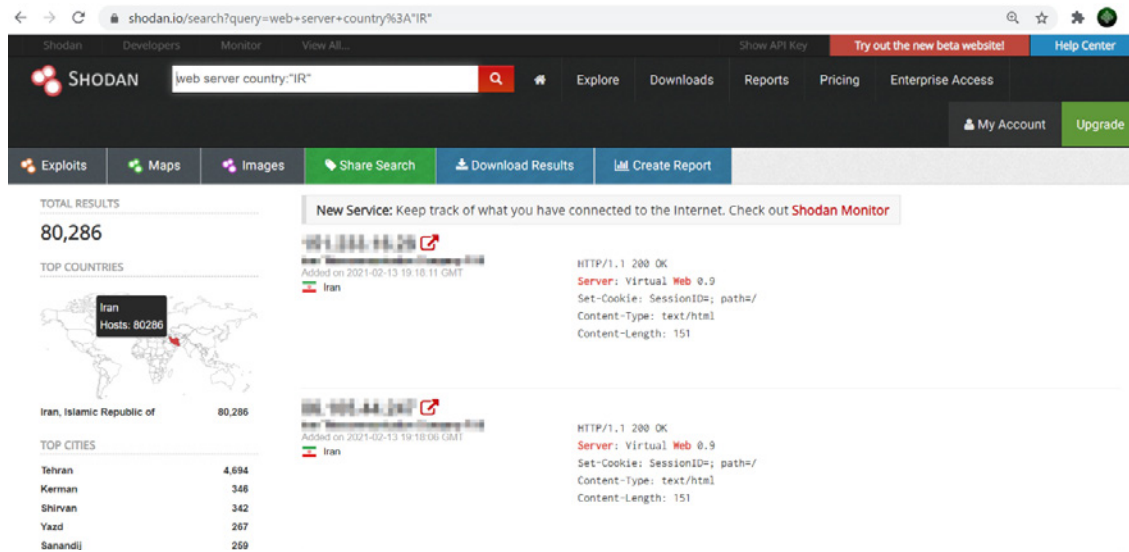 shodan.io/search?query=web+server+country%3A"IR"
Shodan Developers Monitor View All... Show API Key Try out the new beta website! Help Center
SHODAN web server country:"IR" Explore Downloads Reports Pricing Enterprise Access
My Account Upgrade
Exploits Maps Images Share Search Download Results Create Report
TOTAL RESULTS
80,286
TOP COUNTRIES
Iran
Hosts: 80286
Iran, Islamic Republic of 80,286
TOP CITIES
Tehran 4,694
Kerman 346
Shirvan 342
Yazd 267
Sanandij 259
New Service: Keep track of what you have connected to the Internet. Check out Shodan Monitor
Added on 2021-02-13 19:18:11 GMT
Iran
HTTP/1.1 200 OK
Server: Virtual Web 0.9
Set-Cookie: SessionID=; path=/
Content-Type: text/html
Content-Length: 151
Added on 2021-02-13 19:18:06 GMT
Iran
HTTP/1.1 200 OK
Server: Virtual Web 0.9
Set-Cookie: SessionID=; path=/
Content-Type: text/html
Content-Length: 151